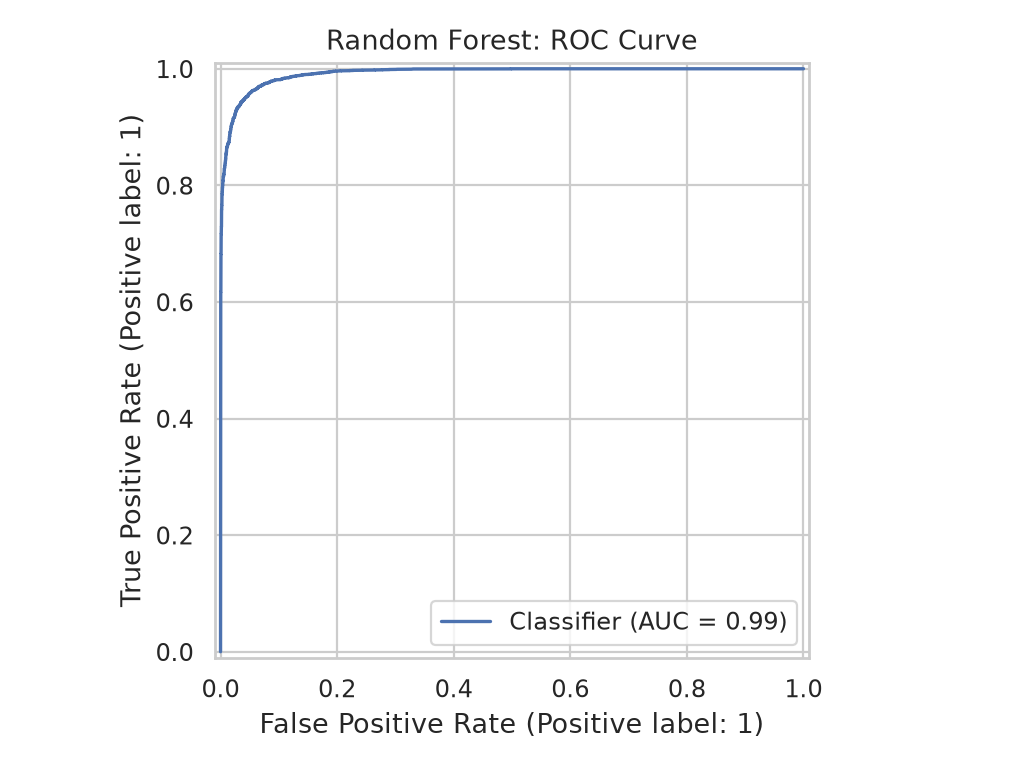 Random Forest: ROC Curve
True Positive Rate (Positive label: 1)
1.0
0.8
0.6
0.4
0.2
0.0
Classifier (AUC = 0.99)
0.0 0.2 0.4 0.6 0.8 1.0
False Positive Rate (Positive label: 1)